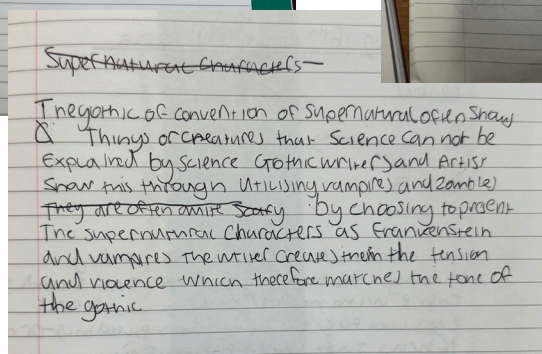 Supernatural characters—
The gothic of convention of supernatural often shows
a Things or creatures that science can not be
explained by science Gothic writers and Artist
show this through utilising vampires and zombies
They are often quite scary by choosing to present
The supernatural characters as Frankenstein
and vampires the writer creates the tension
and violence which therefore matches the tone of
the gothic